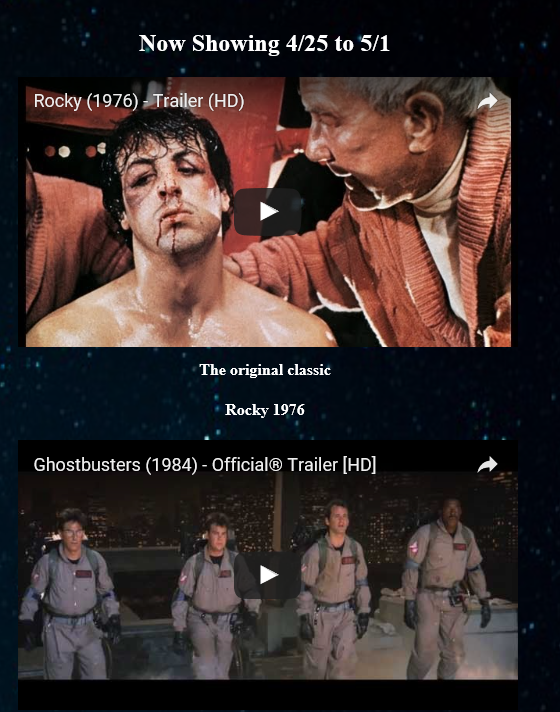 Now Showing 4/25 to 5/1
Rocky (1976) - Trailer (HD)
The original classic
Rocky 1976
Ghostbusters (1984) - Official® Trailer [HD]